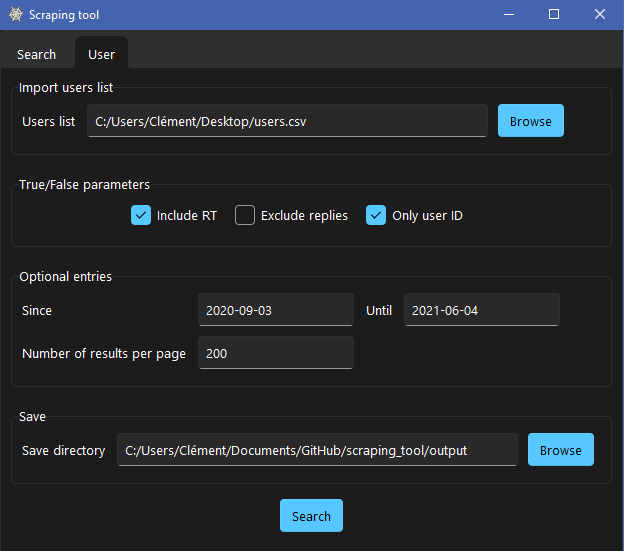 Scraping tool
Search User
Import users list
Users list C:/Users/Clément/Desktop/users.csv Browse
True/False parameters
Include RT Exclude replies Only user ID
Optional entries
Since 2020-09-03 Until 2021-06-04
Number of results per page 200
Save
Save directory C:/Users/Clément/Documents/GitHub/scraping_tool/output Browse
Search